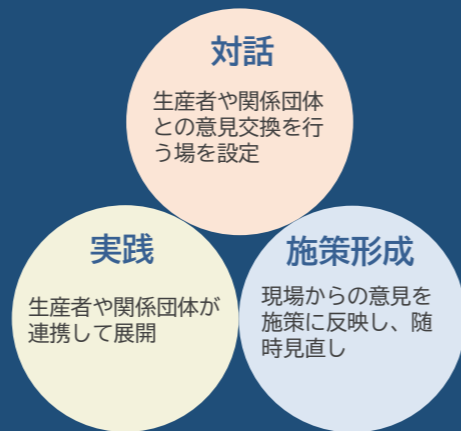 対話
生産者や関係団体
との意見交換を行
う場を設定
実践
生産者や関係団体が
連携して展開
施策形成
現場からの意見を
施策に反映し、随
時見直し